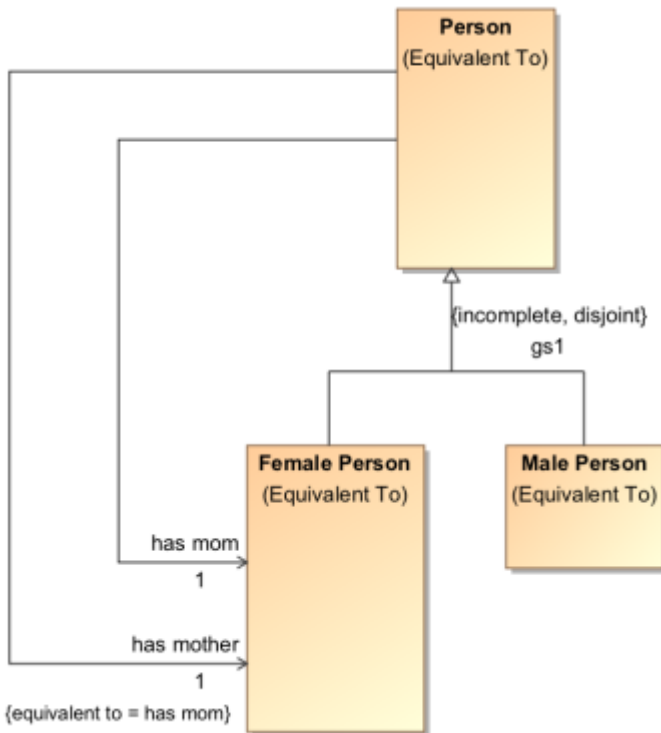 Person
(Equivalent To)
{incomplete, disjoint}
gs1
Female Person
(Equivalent To)
Male Person
(Equivalent To)
has mom
1
has mother
1
{equivalent to = has mom}